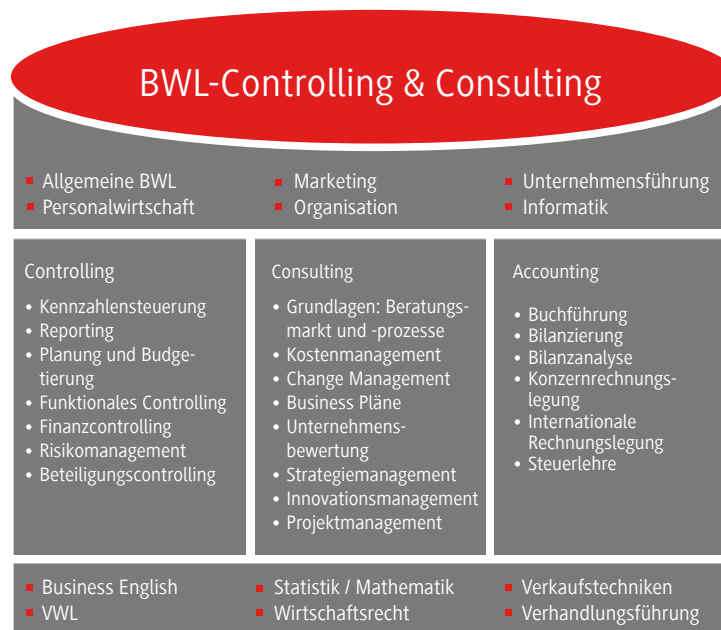 BWL-Controlling & Consulting
Allgemeine BWL
Personalwirtschaft
Marketing
Organisation
Unternehmensführung
Informatik
Controlling
• Kennzahlensteuerung
• Reporting
• Planung und Budge-
tierung
• Funktionales Controlling
• Finanzcontrolling
• Risikomanagement
• Beteiligungscontrolling
Consulting
• Grundlagen: Beratungs-
markt und -prozesse
• Kostenmanagement
• Change Management
• Business Pläne
• Unternehmens-
bewertung
• Strategiemanagement
• Innovationsmanagement
• Projektmanagement
Accounting
• Buchführung
• Bilanzierung
• Bilanzanalyse
• Konzernrechnungs-
legung
• Internationale
Rechnungslegung
• Steuerlehre
Business English
VWL
Statistik / Mathematik
Wirtschaftsrecht
Verkaufstechniken
Verhandlungsführung